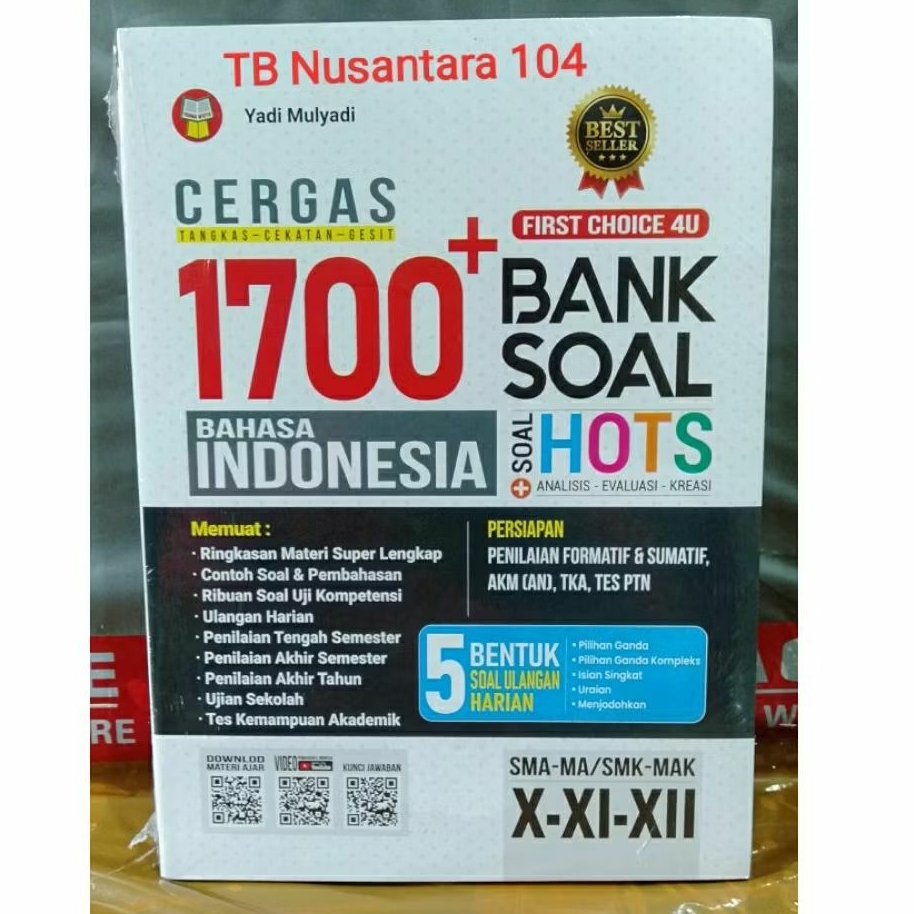 TB Nusantara 104
Yadi Mulyadi
BEST
SELLER
CERGAS
TANGKAS-CEKATAN-GESIT
FIRST CHOICE 4U
1700+
BANK
SOAL
BAHASA
INDONESIA
+ SOAL
HOTS
ANALISIS - EVALUASI - KREASI
Memuat :
· Ringkasan Materi Super Lengkap
· Contoh Soal & Pembahasan
· Ribuan Soal Uji Kompetensi
· Ulangan Harian
· Penilaian Tengah Semester
· Penilaian Akhir Semester
· Penilaian Akhir Tahun
· Ujian Sekolah
· Tes Kemampuan Akademik
PERSIAPAN
PENILAIAN FORMATIF & SUMATIF,
AKM (AN), TKA, TES PTN
5 BENTUK
SOAL ULANGAN
HARIAN
• Pilihan Ganda
• Pilihan Ganda Kompleks
• Isian Singkat
• Uraian
• Menjodohkan
DOWNLOD
MATERI AJAR
VIDEO
KUNCI JAWABAN
SMA-MA/SMK-MAK
X-XI-XII